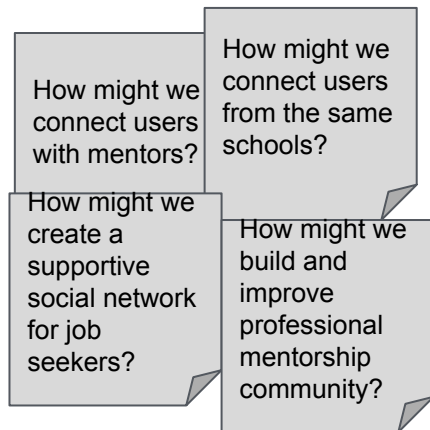 How might we
connect users
with mentors?
How might we
connect users
from the same
schools?
How might we
create a
supportive
social network
for job
seekers?
How might we
build and
improve
professional
mentorship
community?